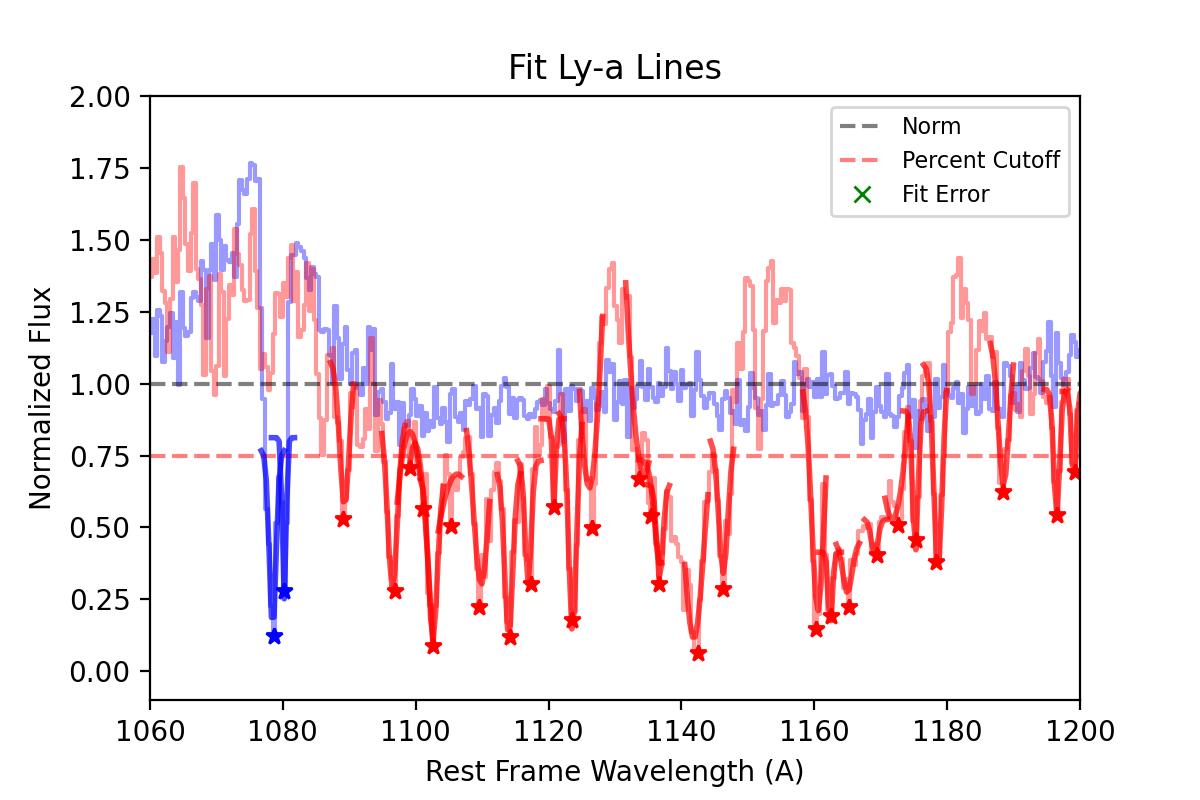 Fit Ly-a Lines
2.00
1.75
1.50
1.25
1.00
0.75
0.50
0.25
0.00
Normalized Flux
Norm
Percent Cutoff
Fit Error
1060 1080 1100 1120 1140 1160 1180 1200
Rest Frame Wavelength (A)